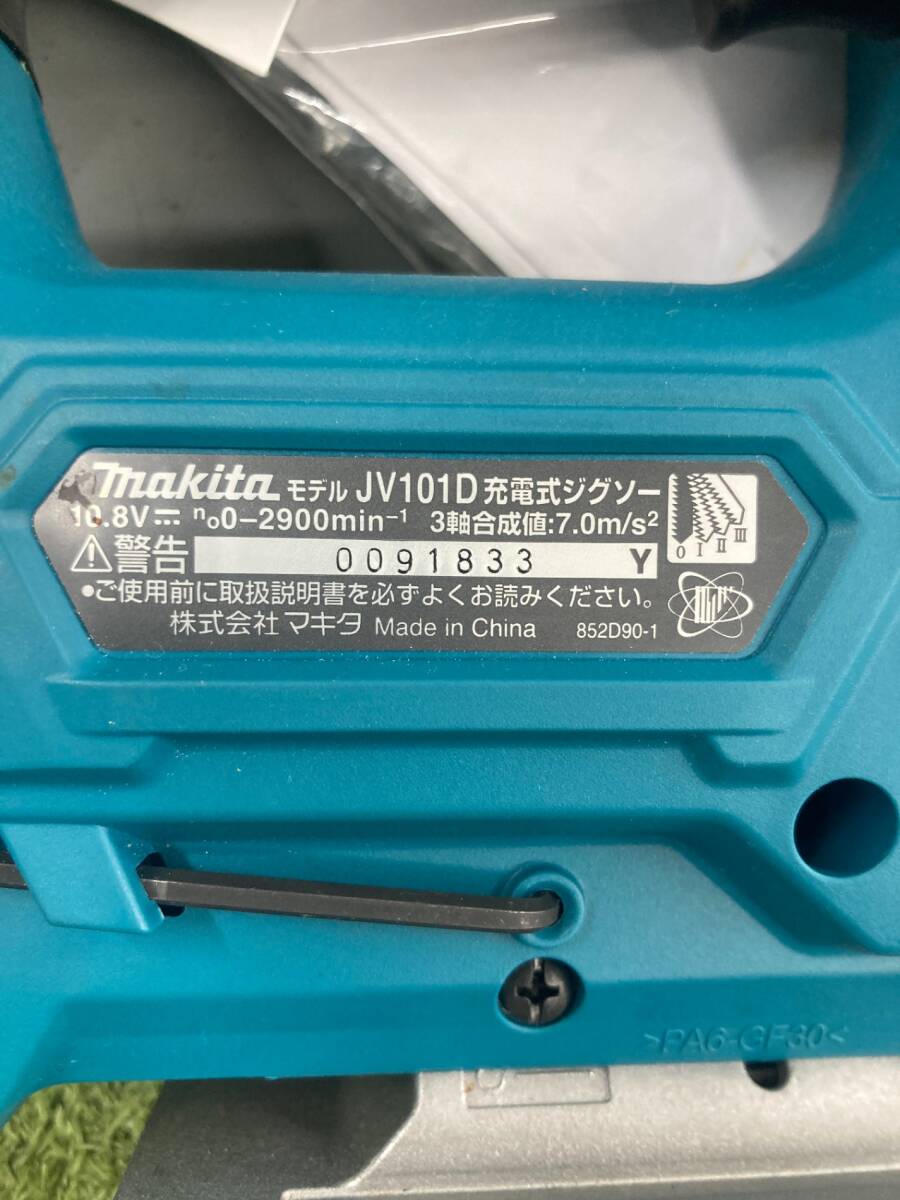 makita モデル JV101D 充電式ジグソー
10.8V⎓ n₀0-2900min⁻¹ 3軸合成値:7.0m/s²
0 I II III
⚠警告 0091833 Y
●ご使用前に取扱説明書を必ずよくお読みください。
株式会社 マキタ Made in China 852D90-1
>PA6-GF30<